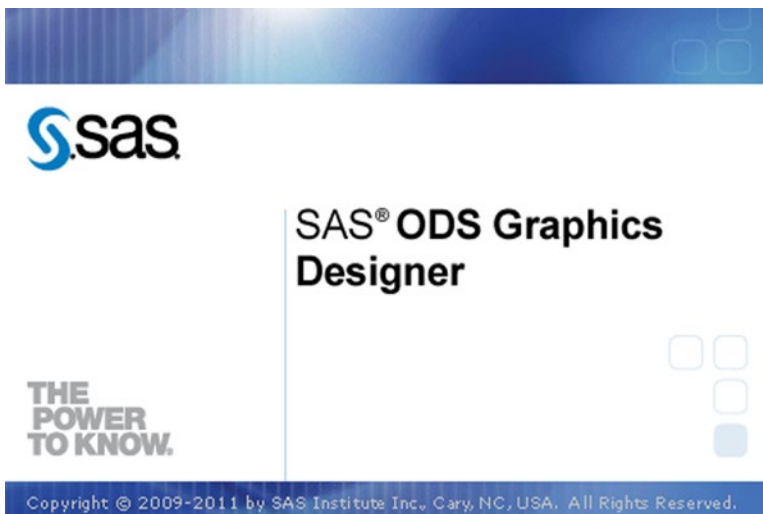 sas
SAS® ODS Graphics
Designer
THE
POWER
TO KNOW.
Copyright © 2009-2011 by SAS Institute Inc., Cary, NC, USA. All Rights Reserved.